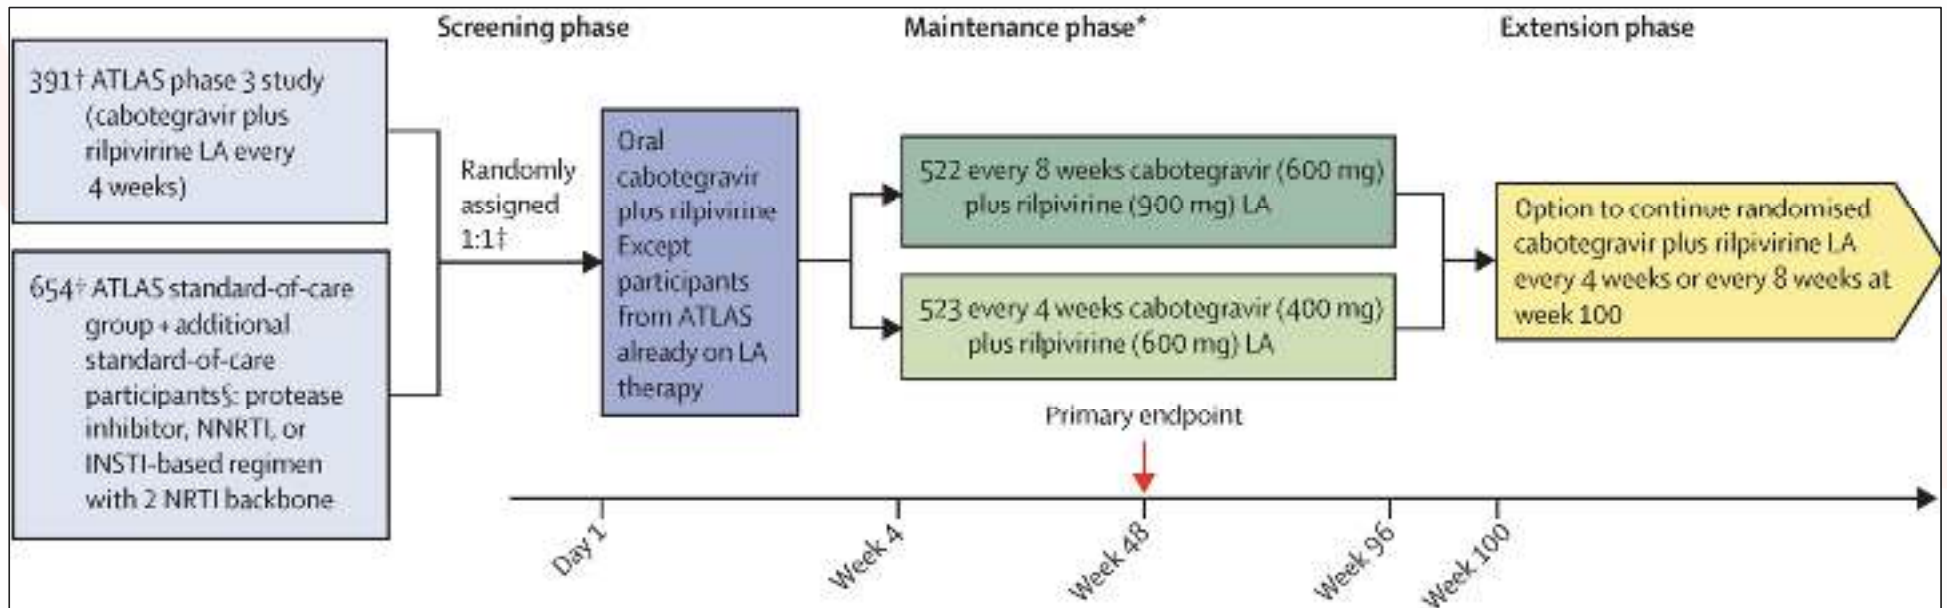 Screening phase
Maintenance phase*
Extension phase
391† ATLAS phase 3 study
(cabotegravir plus
rilpivirine LA every
4 weeks)
654† ATLAS standard-of-care
group + additional
standard-of-care
participants§: protease
inhibitor, NNRTI, or
INSTI-based regimen
with 2 NRTI backbone
Randomly
assigned
1:1‡
Oral
cabotegravir
plus rilpivirine
Except
participants
from ATLAS
already on LA
therapy
522 every 8 weeks cabotegravir (600 mg)
plus rilpivirine (900 mg) LA
523 every 4 weeks cabotegravir (400 mg)
plus rilpivirine (600 mg) LA
Option to continue randomised
cabotegravir plus rilpivirine LA
every 4 weeks or every 8 weeks at
week 100
Primary endpoint
Day 1
Week 4
Week 48
Week 96
Week 100